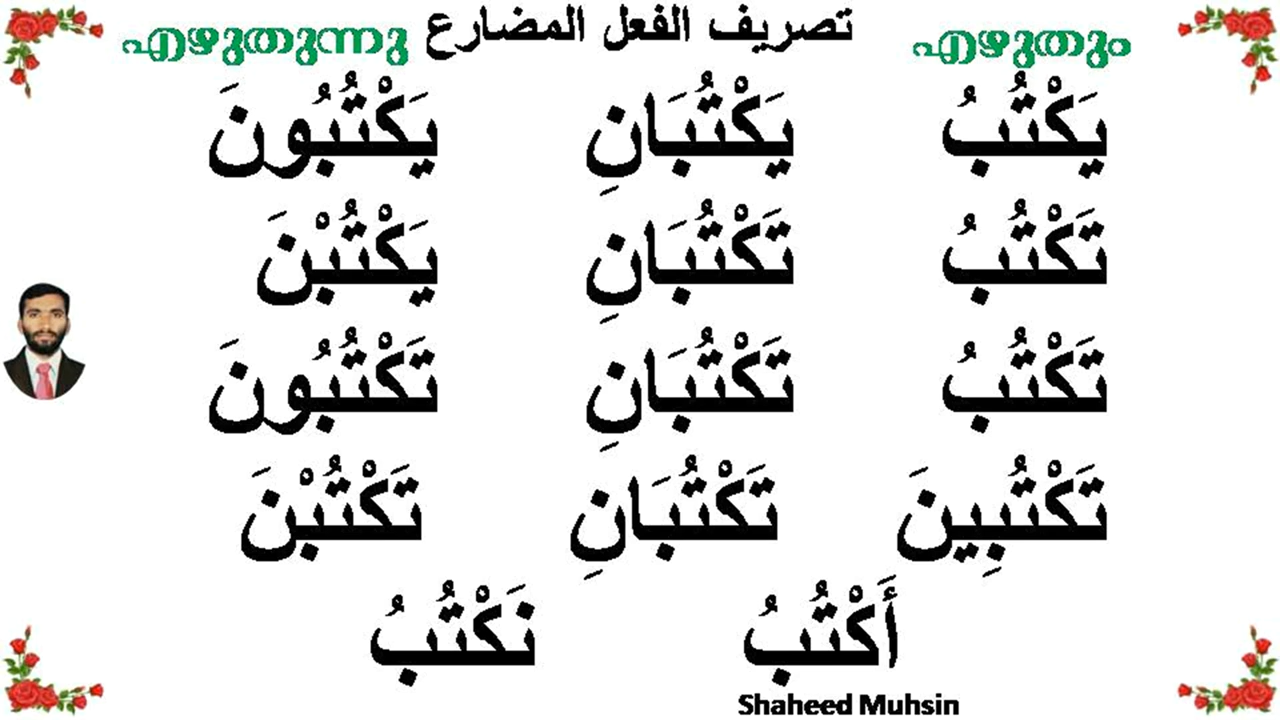 എഴുതും تصريف الفعل المضارع എഴുതുന്നു
يَكْتُبُ يَكْتُبَانِ يَكْتُبُونَ
تَكْتُبُ تَكْتُبَانِ يَكْتُبْنَ
تَكْتُبُ تَكْتُبَانِ تَكْتُبُونَ
تَكْتُبِينَ تَكْتُبَانِ تَكْتُبْنَ
أَكْتُبُ نَكْتُبُ
Shaheed Muhsin